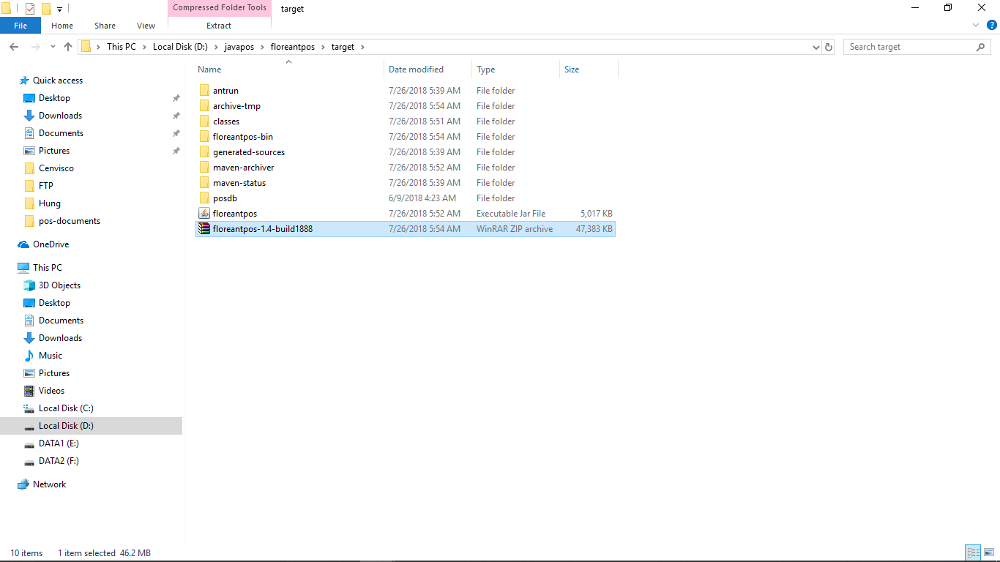 Compressed Folder Tools target
File Home Share View Extract
This PC Local Disk (D:) javapos floreantpos target Search target
Quick access
Desktop
Downloads
Documents
Pictures
Cenvisco
FTP
Hung
pos-documents
OneDrive
This PC
3D Objects
Desktop
Documents
Downloads
Music
Pictures
Videos
Local Disk (C:)
Local Disk (D:)
DATA1 (E:)
DATA2 (F:)
Network
Name Date modified Type Size
antrun 7/26/2018 5:39 AM File folder
archive-tmp 7/26/2018 5:54 AM File folder
classes 7/26/2018 5:51 AM File folder
floreantpos-bin 7/26/2018 5:54 AM File folder
generated-sources 7/26/2018 5:39 AM File folder
maven-archiver 7/26/2018 5:52 AM File folder
maven-status 7/26/2018 5:39 AM File folder
posdb 6/9/2018 4:23 AM File folder
floreantpos 7/26/2018 5:52 AM Executable Jar File 5,017 KB
floreantpos-1.4-build1888 7/26/2018 5:54 AM WinRAR ZIP archive 47,383 KB
10 items 1 item selected 46.2 MB